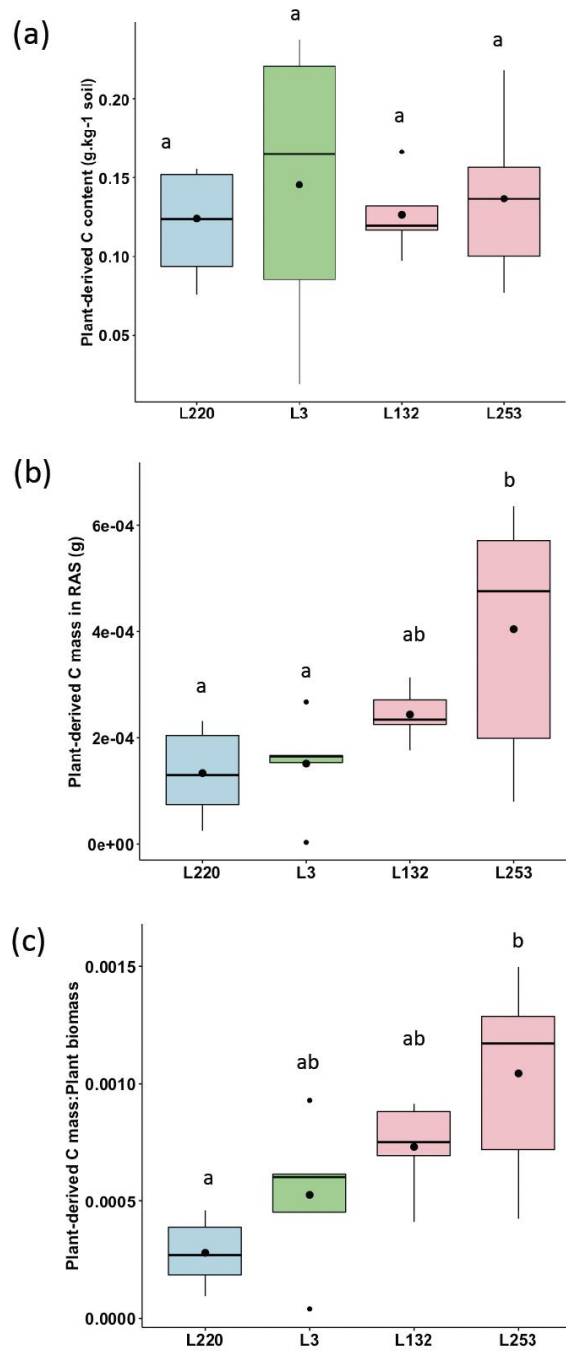 (a)
Plant-derived C content (g.kg-1 soil)
0.20
0.15
0.10
0.05
a
a
a
a
L220
L3
L132
L253
(b)
Plant-derived C mass in RAS (g)
6e-04
4e-04
2e-04
0e+00
a
a
ab
b
L220
L3
L132
L253
(c)
Plant-derived C mass:Plant biomass
0.0015
0.0010
0.0005
0.0000
a
ab
ab
b
L220
L3
L132
L253